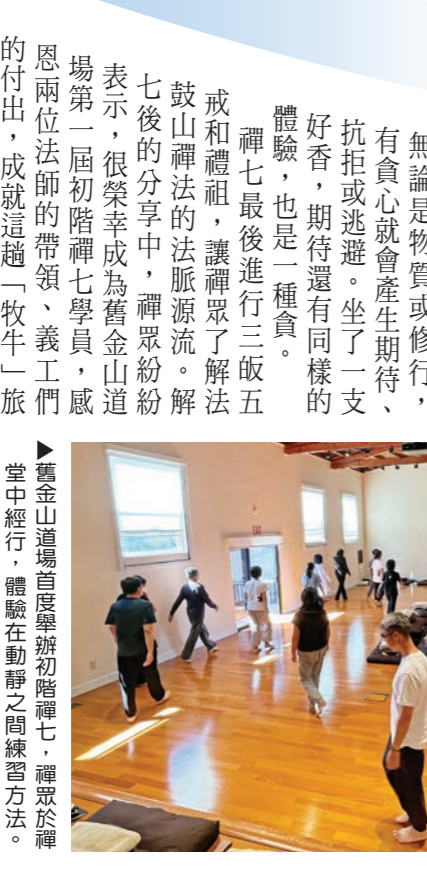 無論是物質或修行，
有貪心就會產生期待、
抗拒或逃避。坐了一支
好香，期待還有同樣的
體驗，也是一種貪。
禪七最後進行三皈五
戒和禮祖，讓禪眾了解法
鼓山禪法的法脈源流。解
七後的分享中，禪眾紛紛
表示，很榮幸成為舊金山道
場第一屆初階禪七學員，感
恩兩位法師的帶領、義工們
的付出，成就這趟「牧牛」旅
▶舊金山道場首度舉辦初階禪七，禪眾於禪
堂中經行，體驗在動靜之間練習方法。